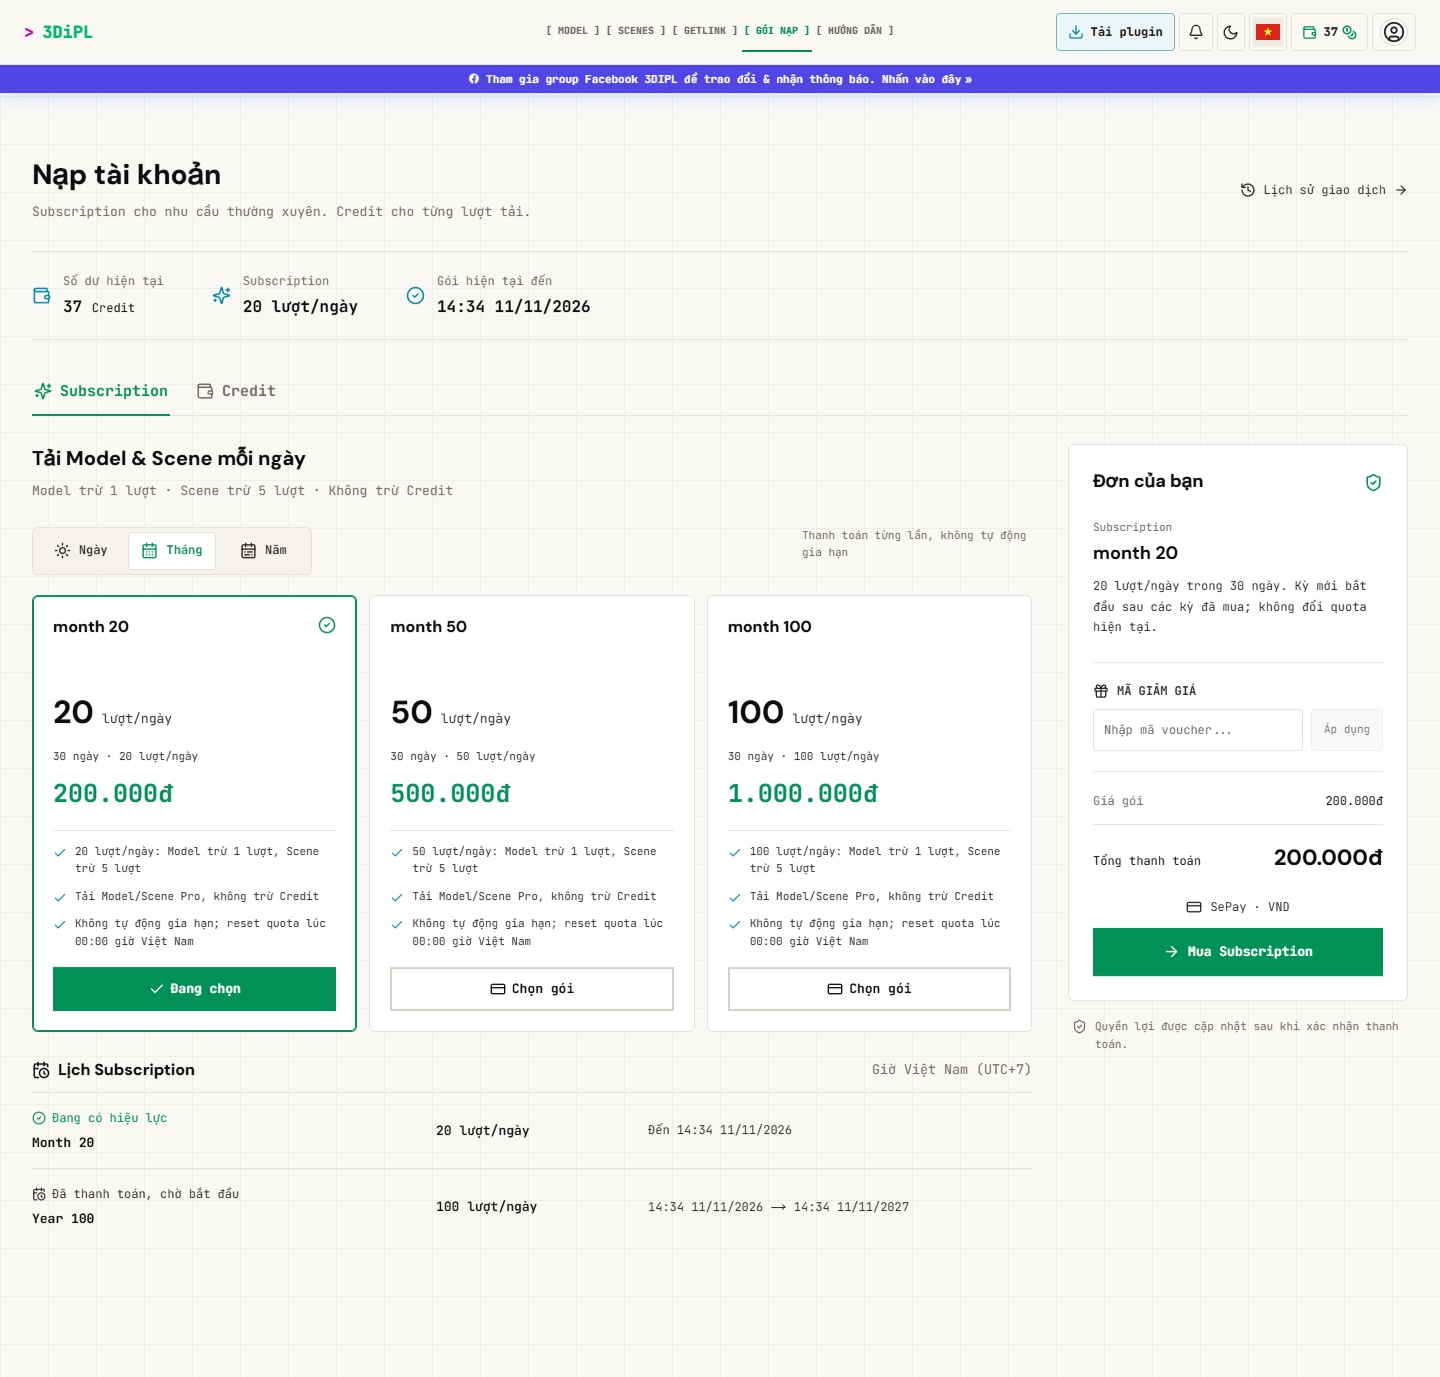 > 3DiPL
[ MODEL ] [ SCENES ] [ GETLINK ] [ GÓI NẠP ] [ HƯỚNG DẪN ]
Tải plugin
37
Tham gia group Facebook 3DIPL để trao đổi & nhận thông báo. Nhấn vào đây »
Nạp tài khoản
Subscription cho nhu cầu thường xuyên. Credit cho từng lượt tải.
Lịch sử giao dịch →
Số dư hiện tại
37 Credit
Subscription
20 lượt/ngày
Gói hiện tại đến
14:34 11/11/2026
Subscription
Credit
Tải Model & Scene mỗi ngày
Model trừ 1 lượt · Scene trừ 5 lượt · Không trừ Credit
Ngày
Tháng
Năm
Thanh toán từng lần, không tự động
gia hạn
month 20
20 lượt/ngày
30 ngày · 20 lượt/ngày
200.000đ
20 lượt/ngày: Model trừ 1 lượt, Scene
trừ 5 lượt
Tải Model/Scene Pro, không trừ Credit
Không tự động gia hạn; reset quota lúc
00:00 giờ Việt Nam
Đang chọn
month 50
50 lượt/ngày
30 ngày · 50 lượt/ngày
500.000đ
50 lượt/ngày: Model trừ 1 lượt, Scene
trừ 5 lượt
Tải Model/Scene Pro, không trừ Credit
Không tự động gia hạn; reset quota lúc
00:00 giờ Việt Nam
Chọn gói
month 100
100 lượt/ngày
30 ngày · 100 lượt/ngày
1.000.000đ
100 lượt/ngày: Model trừ 1 lượt, Scene
trừ 5 lượt
Tải Model/Scene Pro, không trừ Credit
Không tự động gia hạn; reset quota lúc
00:00 giờ Việt Nam
Chọn gói
Đơn của bạn
Subscription
month 20
20 lượt/ngày trong 30 ngày. Kỳ mới bắt
đầu sau các kỳ đã mua; không đổi quota
hiện tại.
MÃ GIẢM GIÁ
Nhập mã voucher...
Áp dụng
Giá gói
200.000đ
Tổng thanh toán
200.000đ
SePay · VND
→ Mua Subscription
Quyền lợi được cập nhật sau khi xác nhận thanh
toán.
Lịch Subscription
Giờ Việt Nam (UTC+7)
Đang có hiệu lực
Month 20
20 lượt/ngày
Đến 14:34 11/11/2026
Đã thanh toán, chờ bắt đầu
Year 100
100 lượt/ngày
14:34 11/11/2026 → 14:34 11/11/2027